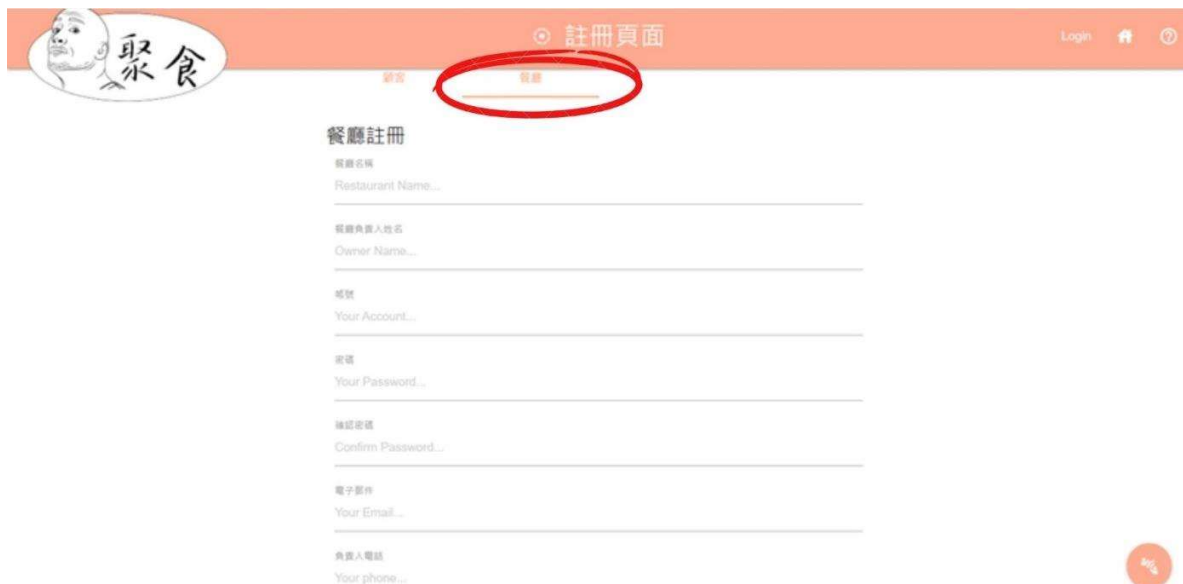 聚食
註冊頁面
Login
顧客 餐廳
餐廳註冊
餐廳名稱
Restaurant Name...
餐廳負責人姓名
Owner Name...
帳號
Your Account...
密碼
Your Password...
確認密碼
Confirm Password...
電子郵件
Your Email...
負責人電話
Your phone...